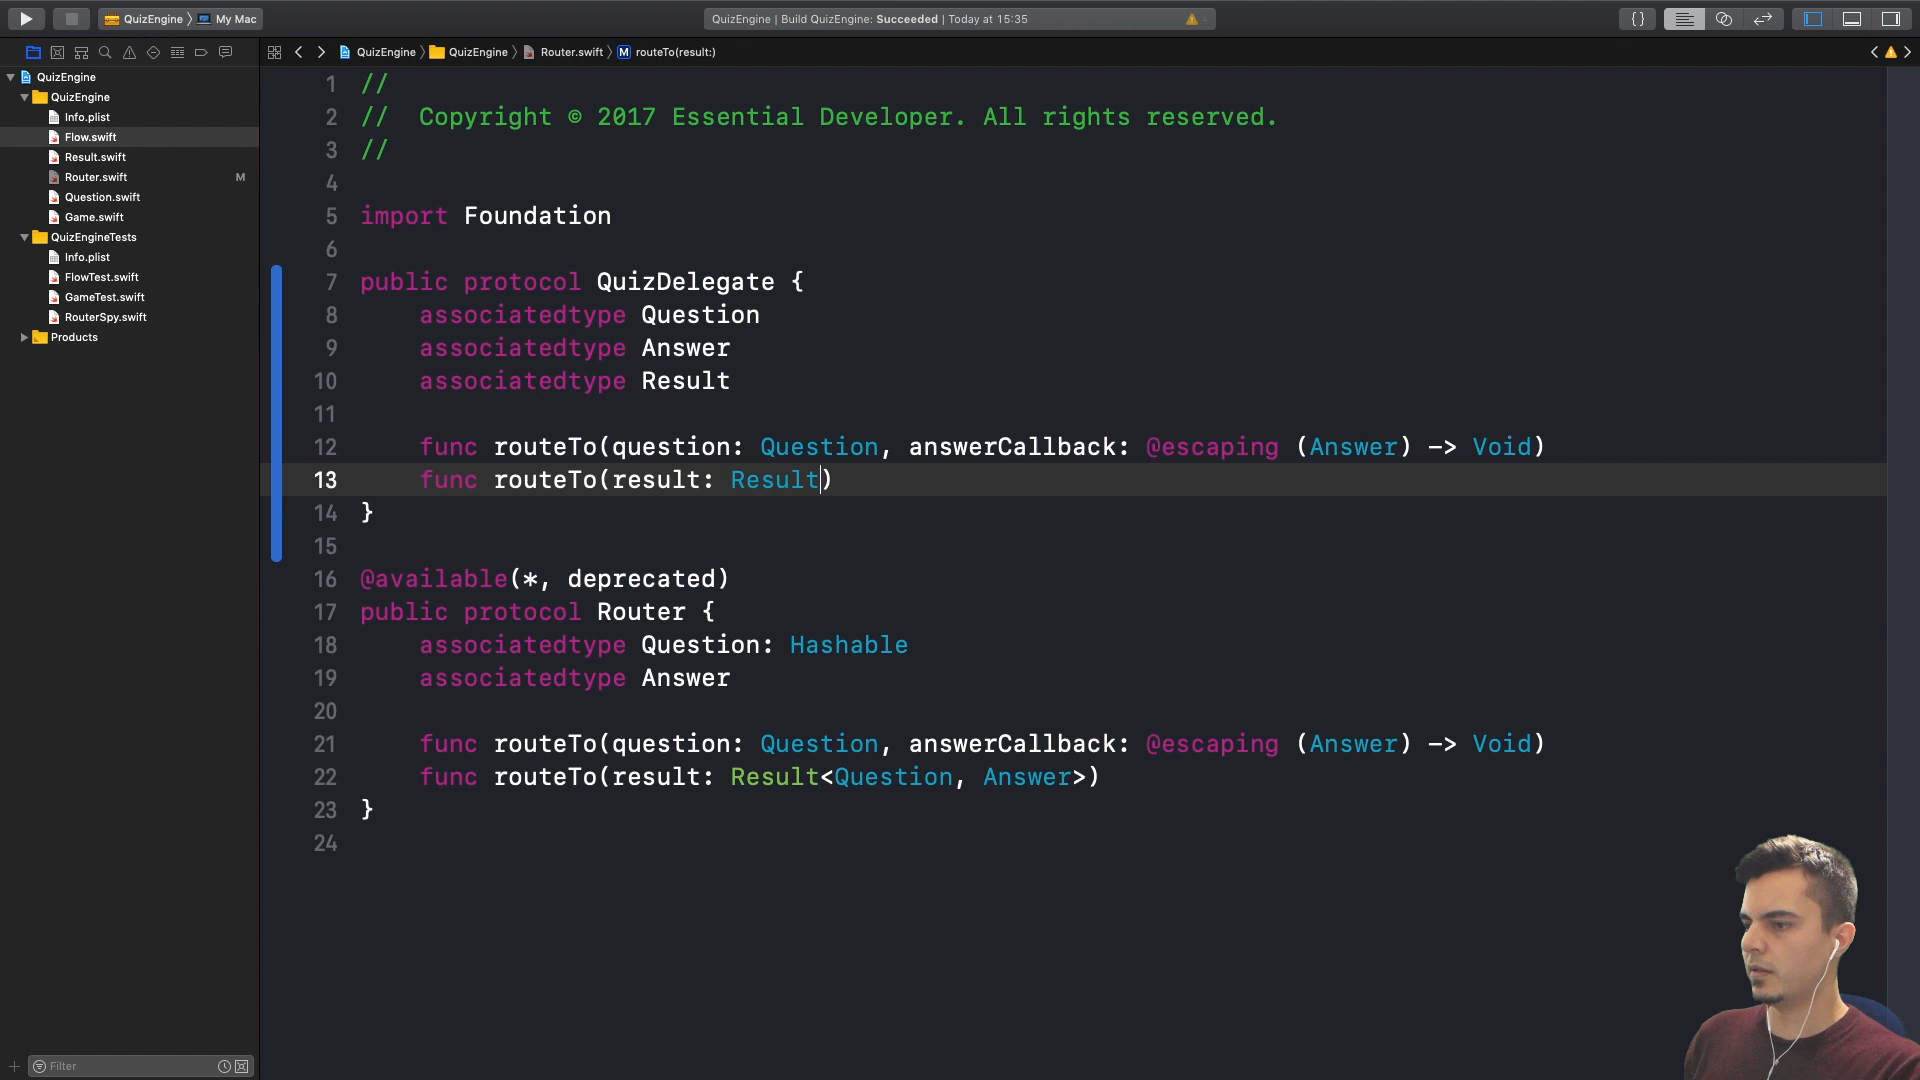 QuizEngine
My Mac
QuizEngine | Build QuizEngine: Succeeded | Today at 15:35
QuizEngine
QuizEngine
Router.swift
M
routeTo(result:)
QuizEngine
QuizEngine
Info.plist
Flow.swift
Result.swift
Router.swift
M
Question.swift
Game.swift
QuizEngineTests
Info.plist
FlowTest.swift
GameTest.swift
RouterSpy.swift
Products
Filter
1 //
2 //  Copyright © 2017 Essential Developer. All rights reserved.
3 //
4
5 import Foundation
6
7 public protocol QuizDelegate {
8     associatedtype Question
9     associatedtype Answer
10     associatedtype Result
11
12     func routeTo(question: Question, answerCallback: @escaping (Answer) -> Void)
13     func routeTo(result: Result)
14 }
15
16 @available(*, deprecated)
17 public protocol Router {
18     associatedtype Question: Hashable
19     associatedtype Answer
20
21     func routeTo(question: Question, answerCallback: @escaping (Answer) -> Void)
22     func routeTo(result: Result<Question, Answer>)
23 }
24